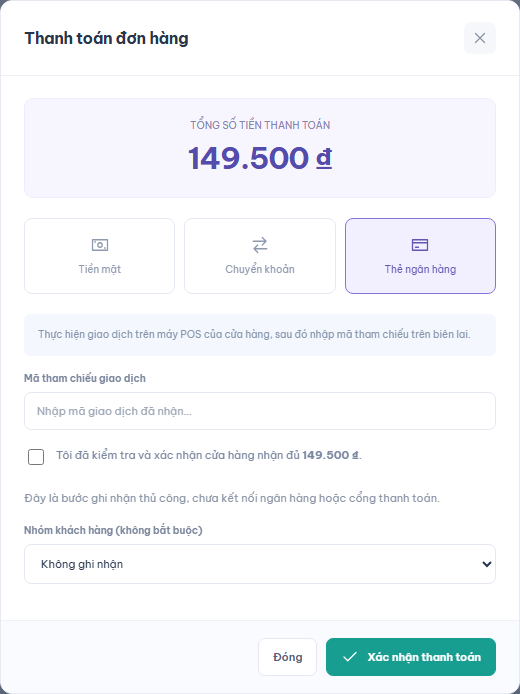 Thanh toán đơn hàng
TỔNG SỐ TIỀN THANH TOÁN
149.500 ₫
Tiền mặt
Chuyển khoản
Thẻ ngân hàng
Thực hiện giao dịch trên máy POS của cửa hàng, sau đó nhập mã tham chiếu trên biên lai.
Mã tham chiếu giao dịch
Nhập mã giao dịch đã nhận...
Tôi đã kiểm tra và xác nhận cửa hàng nhận đủ 149.500 ₫.
Đây là bước ghi nhận thủ công, chưa kết nối ngân hàng hoặc cổng thanh toán.
Nhóm khách hàng (không bắt buộc)
Không ghi nhận
Đóng
Xác nhận thanh toán